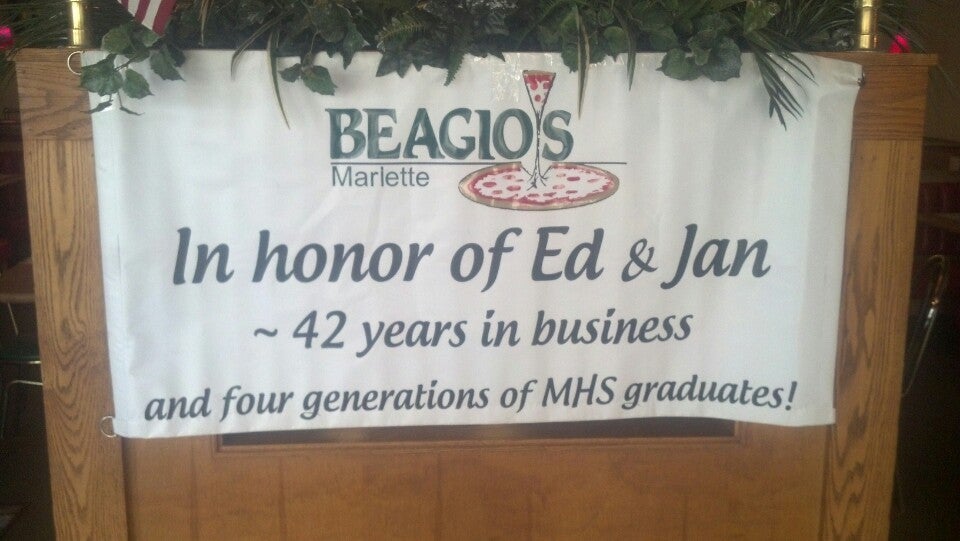 BEAGIO'S
Marlette
In honor of Ed & Jan
~ 42 years in business
and four generations of MHS graduates!